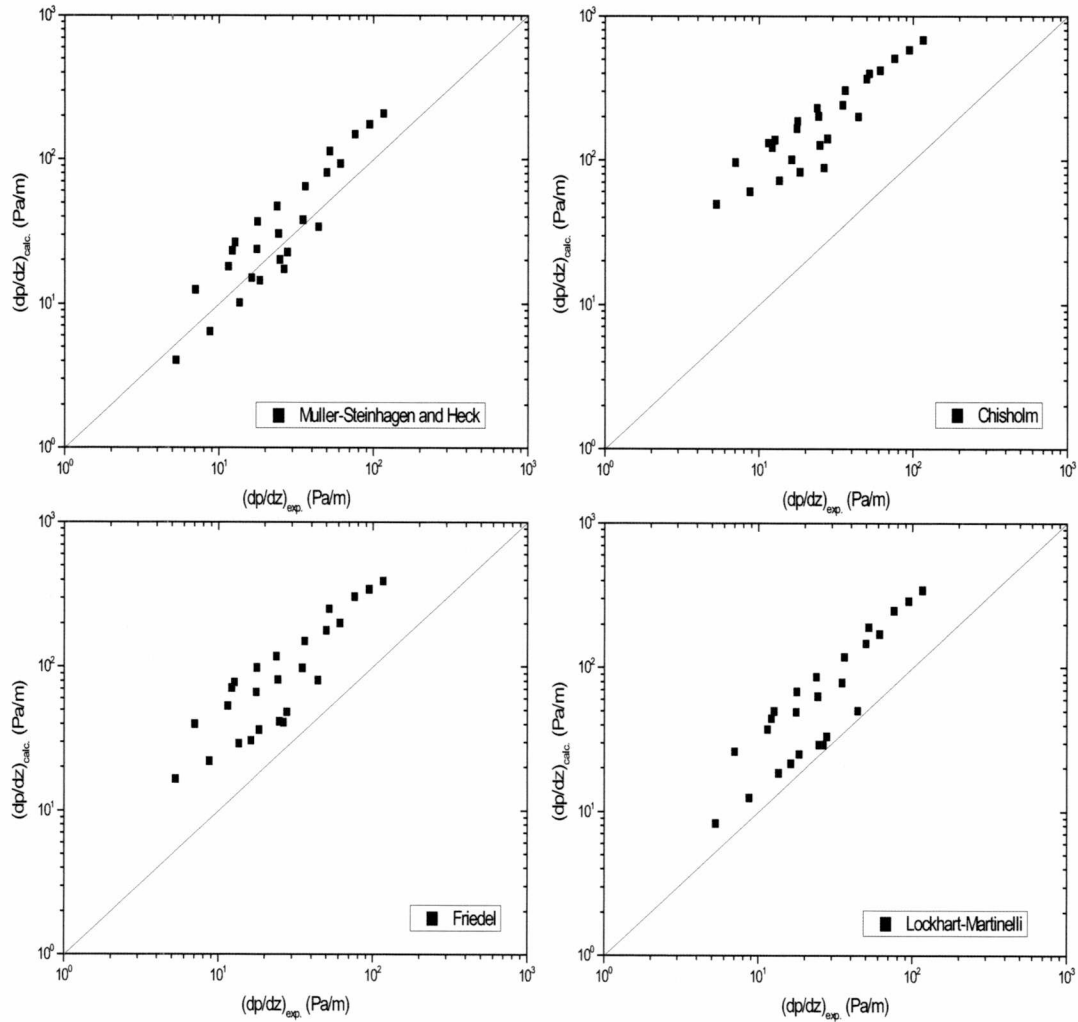 10³
10²
10¹
10⁰
(dp/dz)calc. (Pa/m)
10⁰ 10¹ 10² 10³
(dp/dz)exp. (Pa/m)
Muller-Steinhagen and Heck
10³
10²
10¹
10⁰
(dp/dz)calc. (Pa/m)
10⁰ 10¹ 10² 10³
(dp/dz)exp. (Pa/m)
Chisholm
10³
10²
10¹
10⁰
(dp/dz)calc. (Pa/m)
10⁰ 10¹ 10² 10³
(dp/dz)exp. (Pa/m)
Friedel
10³
10²
10¹
10⁰
(dp/dz)calc. (Pa/m)
10⁰ 10¹ 10² 10³
(dp/dz)exp. (Pa/m)
Lockhart-Martinelli